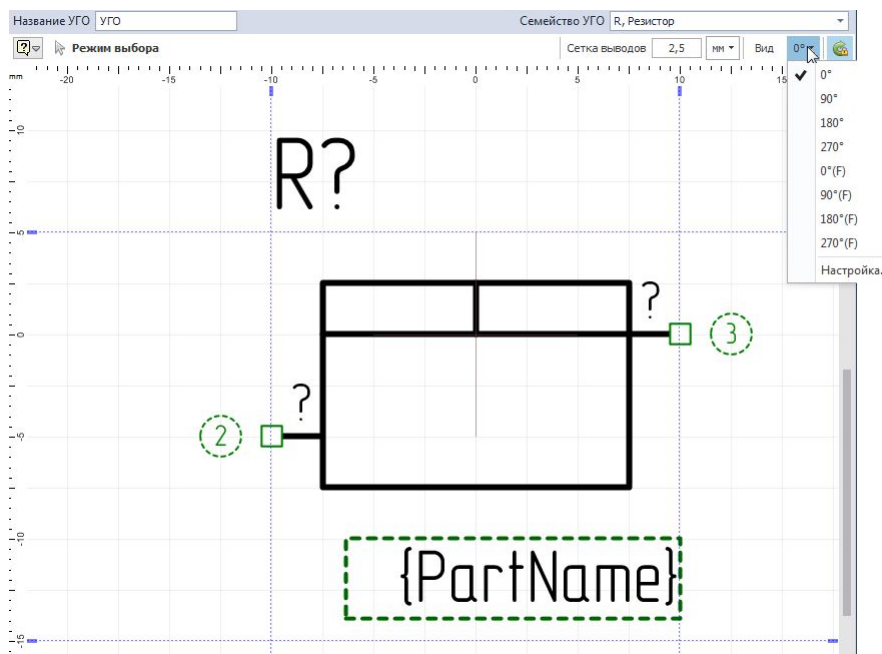 Название УГО УГО Семейство УГО R, Резистор
Режим выбора Сетка выводов 2,5 мм Вид 0°
mm -20 -15 -10 -5 0 5 10 15
0°
90°
180°
270°
0°(F)
90°(F)
180°(F)
270°(F)
Настройка.
10
R?
5
?
0
3
?
-5
2
-10
{PartName}
-15